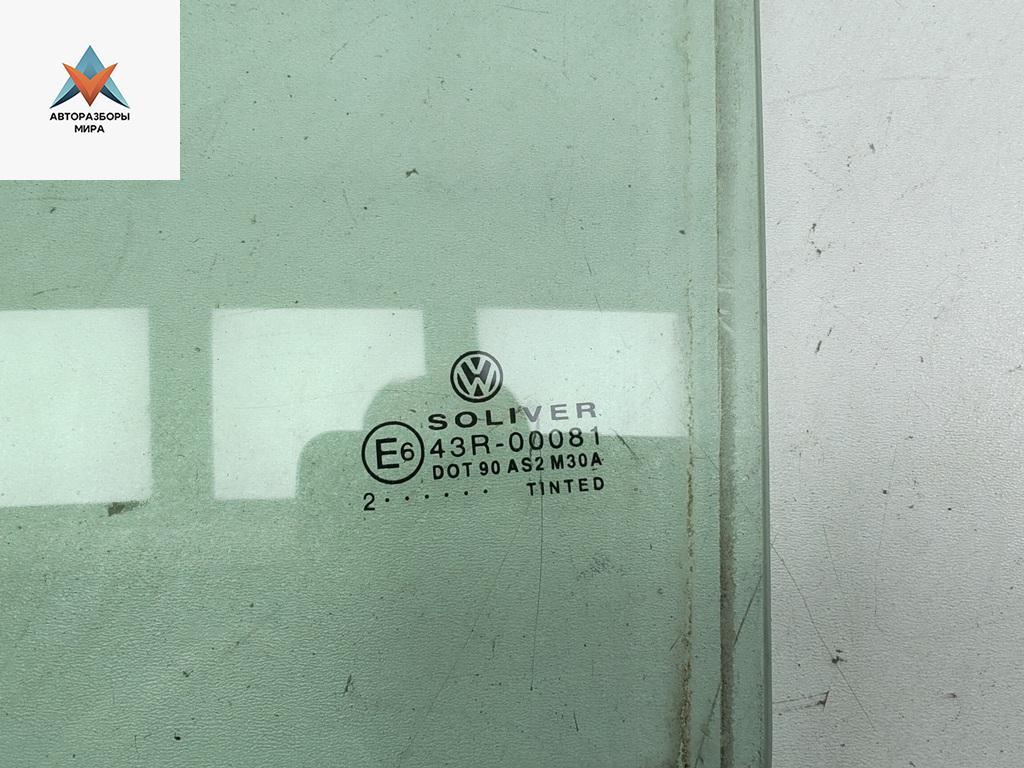 АВТОРАЗБОРЫ
МИРА
SOLIVER
E6 43R-00081
DOT 90 AS2 M30A
2 · · · · · · TINTED